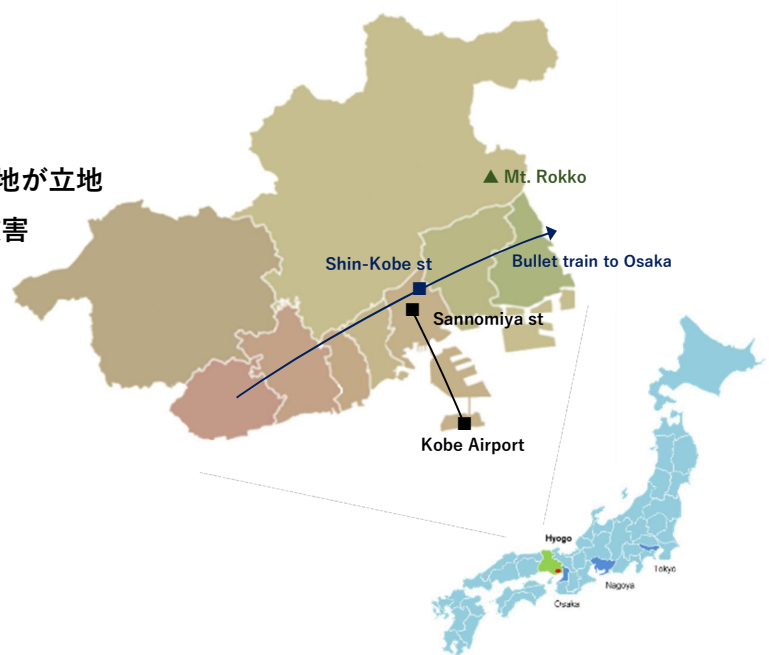 地が立地
害
▲ Mt. Rokko
Shin-Kobe st
Bullet train to Osaka
Sannomiya st
Kobe Airport
Hyogo
Tokyo
Nagoya
Osaka